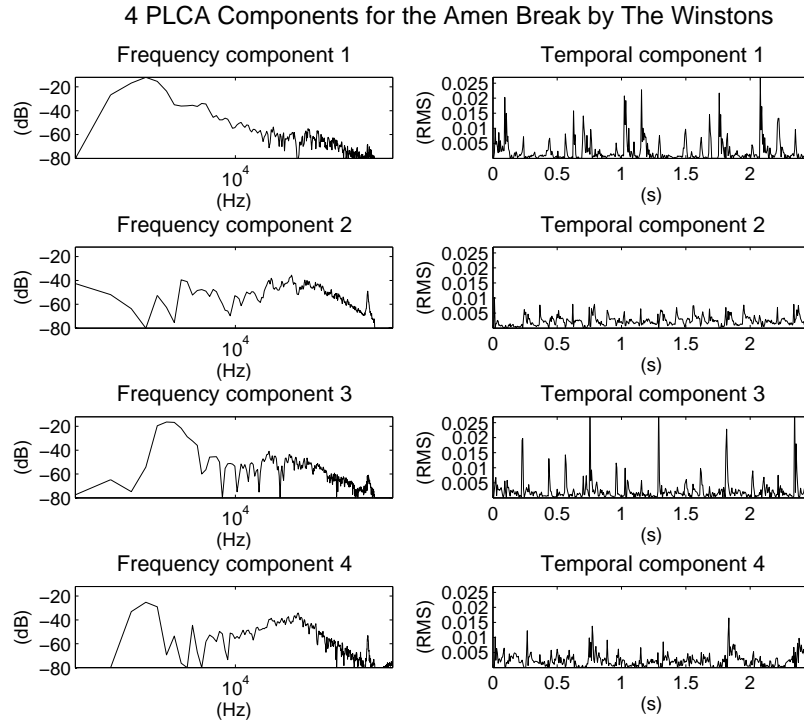 4 PLCA Components for the Amen Break by The Winstons
Frequency component 1
−20
−40
−60
−80
(dB)
10^4
(Hz)
Temporal component 1
0.025
0.02
0.015
0.01
0.005
(RMS)
0 0.5 1 1.5 2
(s)
Frequency component 2
−20
−40
−60
−80
(dB)
10^4
(Hz)
Temporal component 2
0.025
0.02
0.015
0.01
0.005
(RMS)
0 0.5 1 1.5 2
(s)
Frequency component 3
−20
−40
−60
−80
(dB)
10^4
(Hz)
Temporal component 3
0.025
0.02
0.015
0.01
0.005
(RMS)
0 0.5 1 1.5 2
(s)
Frequency component 4
−20
−40
−60
−80
(dB)
10^4
(Hz)
Temporal component 4
0.025
0.02
0.015
0.01
0.005
(RMS)
0 0.5 1 1.5 2
(s)